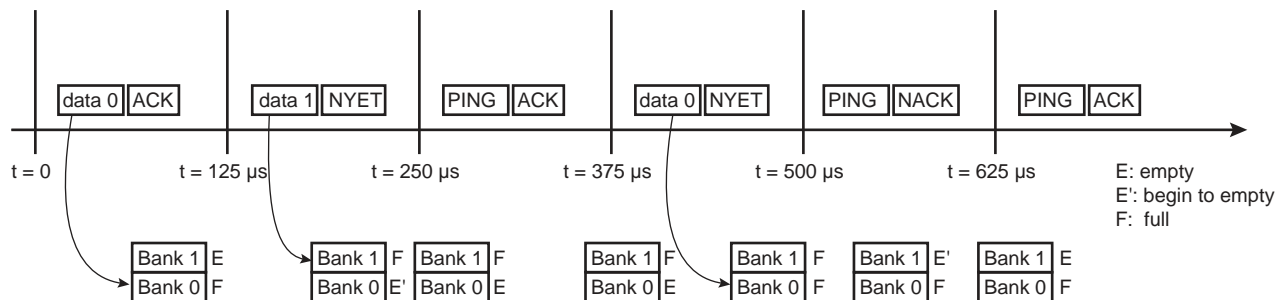 data 0 ACK data 1 NYET PING ACK data 0 NYET PING NACK PING ACK
t = 0 t = 125 µs t = 250 µs t = 375 µs t = 500 µs t = 625 µs E: empty
E': begin to empty
F: full
Bank 1 E Bank 1 F Bank 1 F Bank 1 F Bank 1 F Bank 1 E' Bank 1 E
Bank 0 F Bank 0 E' Bank 0 E Bank 0 E Bank 0 F Bank 0 F Bank 0 F